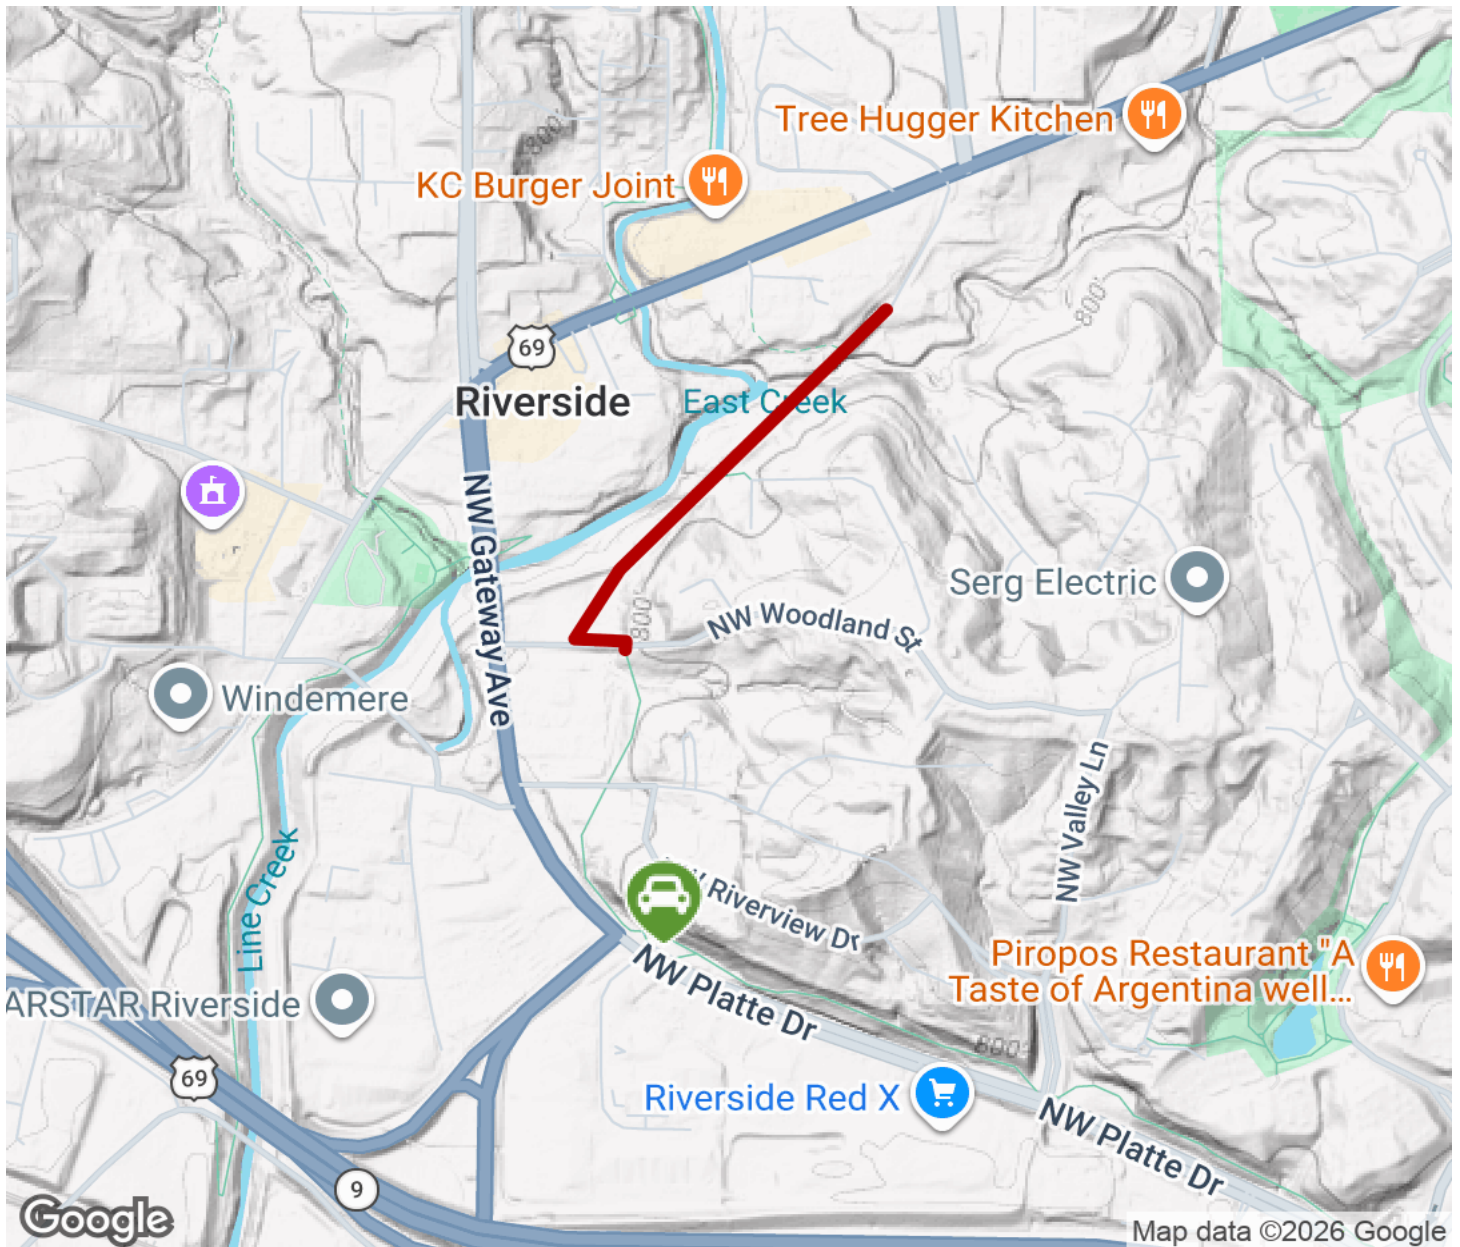 800'
Tree Hugger Kitchen
KC Burger Joint
800'
69
Riverside
East Creek
NW Gateway Ave
Serg Electric
800'
NW Woodland St
Windemere
NW Valley Ln
Line Creek
Riverview Dr
NW Platte Dr
Piropos Restaurant "A
Taste of Argentina well...
ARSTAR Riverside
69
Riverside Red X
NW Platte Dr
9
Google
Map data ©2026 Google